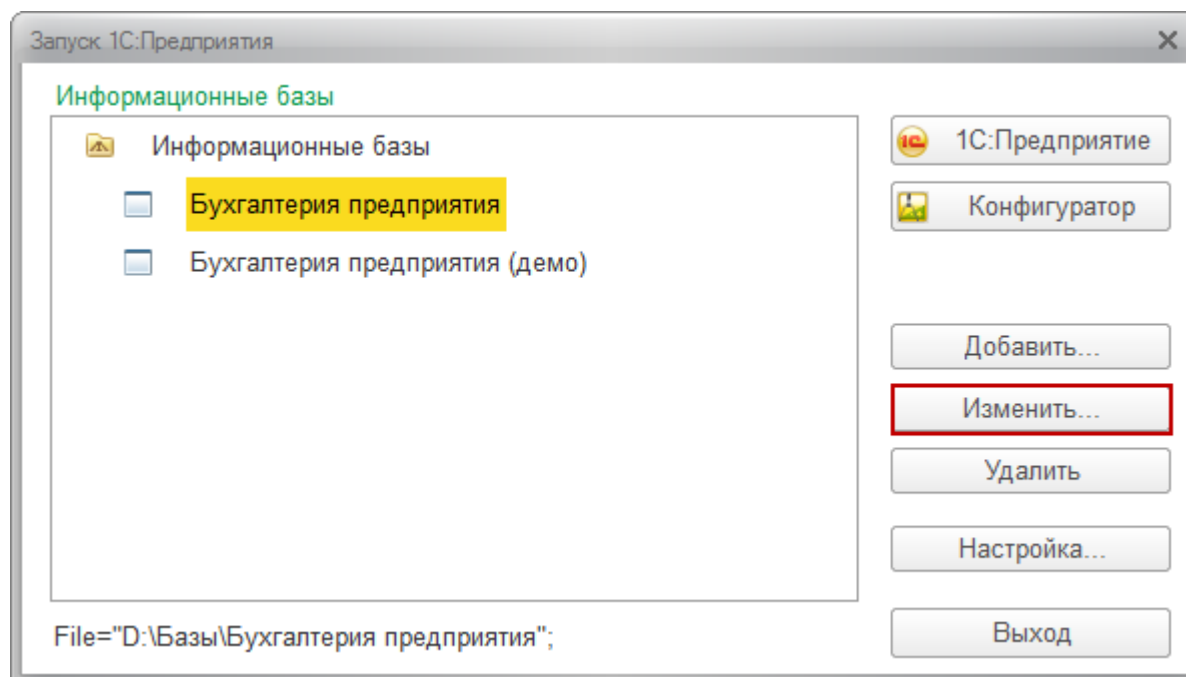 Запуск 1С:Предприятия
Информационные базы
Информационные базы
1С:Предприятие
Бухгалтерия предприятия
Конфигуратор
Бухгалтерия предприятия (демо)
Добавить...
Изменить...
Удалить
Настройка...
File="D:\Базы\Бухгалтерия предприятия";
Выход